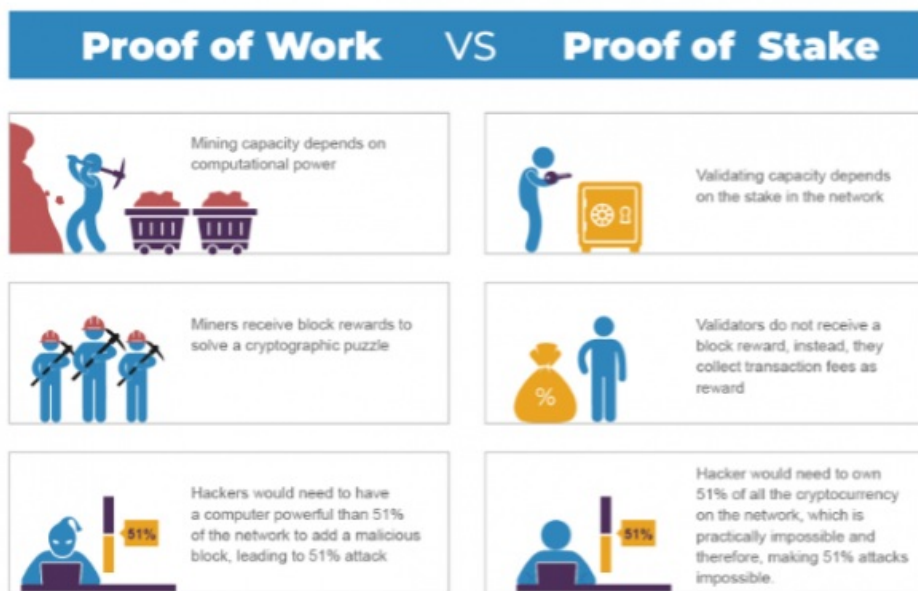 Proof of Work VS Proof of Stake
Mining capacity depends on
computational power
Validating capacity depends
on the stake in the network
Miners receive block rewards to
solve a cryptographic puzzle
Validators do not receive a
block reward, instead, they
collect transaction fees as
reward
%
Hackers would need to have
a computer powerful than 51%
of the network to add a malicious
block, leading to 51% attack
51%
Hacker would need to own
51% of all the cryptocurrency
on the network, which is
practically impossible and
therefore, making 51% attacks
impossible.
51%